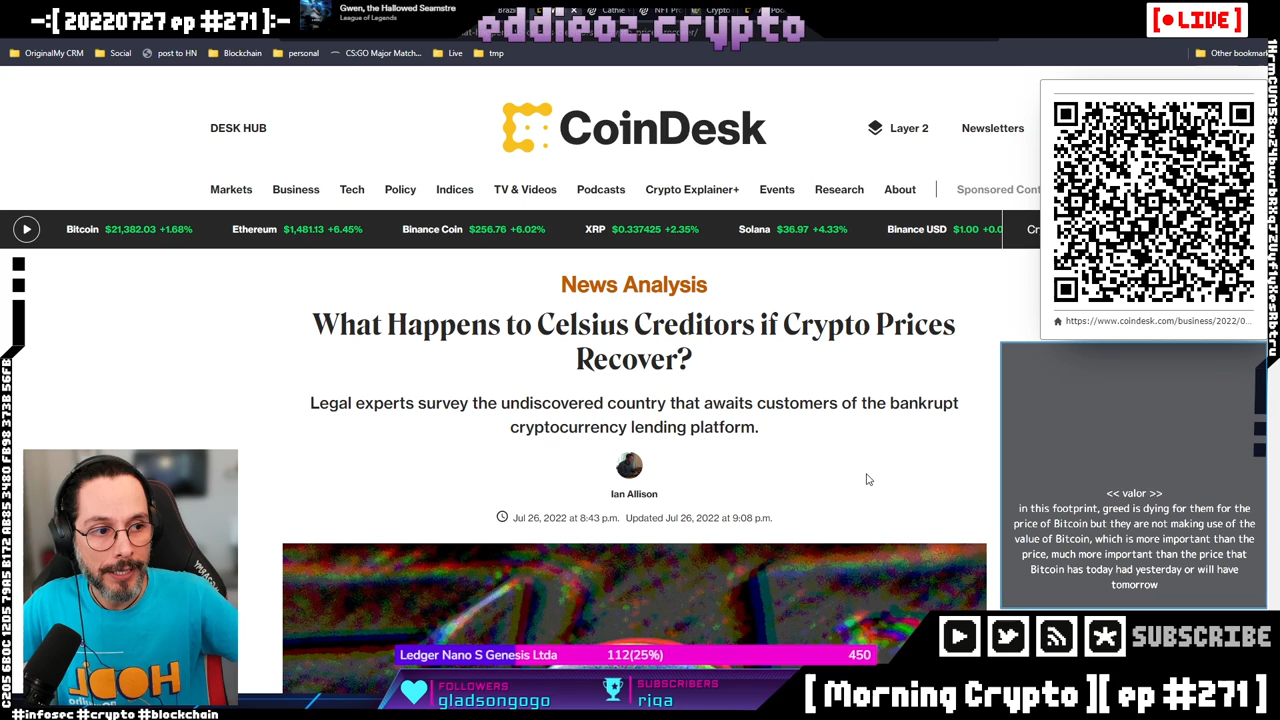 -:[ 20220727 ep #271]:-
Gwen, the Hallowed Seamstre
League of Legends
eddieoz.crypto
[● LIVE]
OriginalMy CRM
Social
post to HN
Blockchain
personal
CS:GO Major Match...
Live
tmp
Other bookmar
DESK HUB
CoinDesk
Layer 2
Newsletters
Markets
Business
Tech
Policy
Indices
TV & Videos
Podcasts
Crypto Explainer+
Events
Research
About
Sponsored Cont
Bitcoin $21,382.03 +1.68%
Ethereum $1,481.13 +6.45%
Binance Coin $256.76 +6.02%
XRP $0.337425 +2.35%
Solana $36.97 +4.33%
Binance USD $1.00 +0.0
Cr
https://www.coindesk.com/business/2022/0...
News Analysis
What Happens to Celsius Creditors if Crypto Prices
Recover?
Legal experts survey the undiscovered country that awaits customers of the bankrupt
cryptocurrency lending platform.
Ian Allison
Jul 26, 2022 at 8:43 p.m. Updated Jul 26, 2022 at 9:08 p.m.
<< valor >>
in this footprint, greed is dying for them for the
price of Bitcoin but they are not making use of the
value of Bitcoin, which is more important than the
price, much more important than the price that
Bitcoin has today had yesterday or will have
tomorrow
HODL
Ledger Nano S Genesis Ltda 112(25%) 450
FOLLOWERS
gladsongogo
SUBSCRIBERS
riga
SUBSCRIBE
[ Morning Crypto ][ ep #271 ]
#infosec #crypto #blockchain